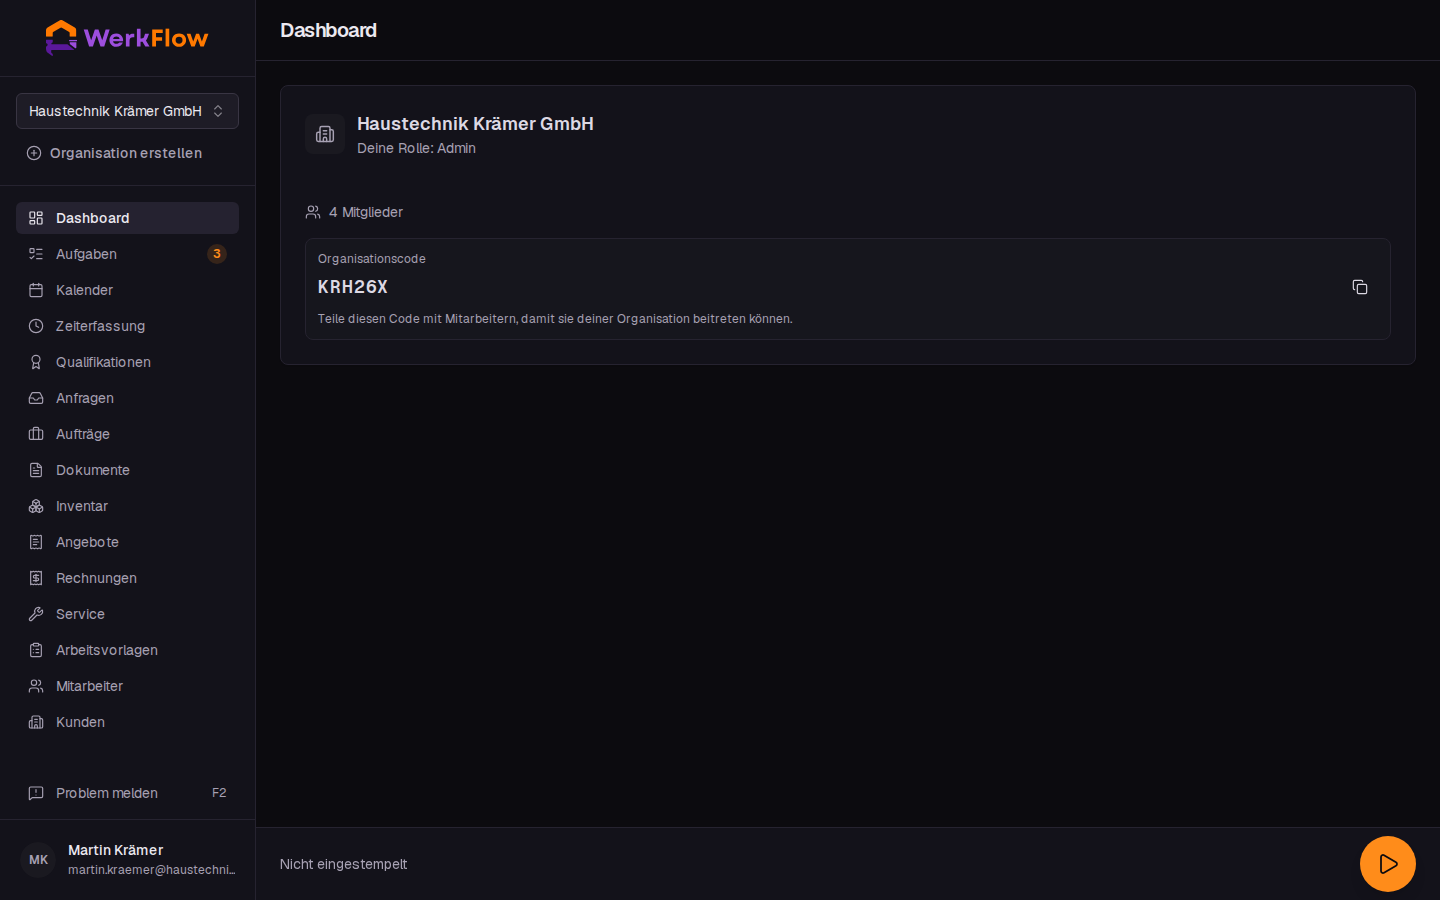 WerkFlow
Haustechnik Krämer GmbH
Organisation erstellen
Dashboard
Aufgaben 3
Kalender
Zeiterfassung
Qualifikationen
Anfragen
Aufträge
Dokumente
Inventar
Angebote
Rechnungen
Service
Arbeitsvorlagen
Mitarbeiter
Kunden
Problem melden F2
MK
Martin Krämer
martin.kraemer@haustechni...
Dashboard
Haustechnik Krämer GmbH
Deine Rolle: Admin
4 Mitglieder
Organisationscode
KRH26X
Teile diesen Code mit Mitarbeitern, damit sie deiner Organisation beitreten können.
Nicht eingestempelt